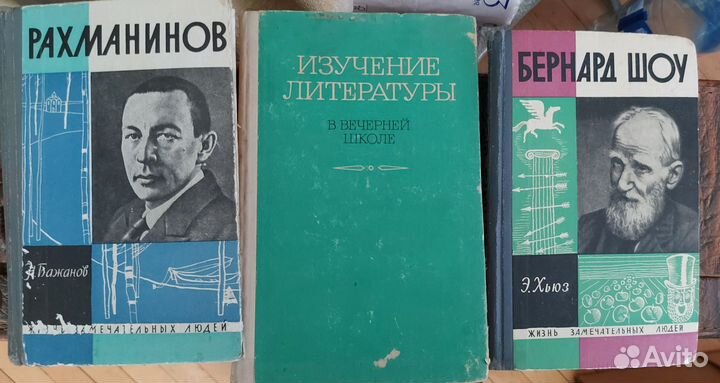 РАХМАНИНОВ
Н.Бажанов
ЖИЗНЬ ЗАМЕЧАТЕЛЬНЫХ ЛЮДЕЙ
ИЗУЧЕНИЕ
ЛИТЕРАТУРЫ
В ВЕЧЕРНЕЙ
ШКОЛЕ
БЕРНАРД ШОУ
Э.Хьюз
ЖИЗНЬ ЗАМЕЧАТЕЛЬНЫХ ЛЮДЕЙ
Avito